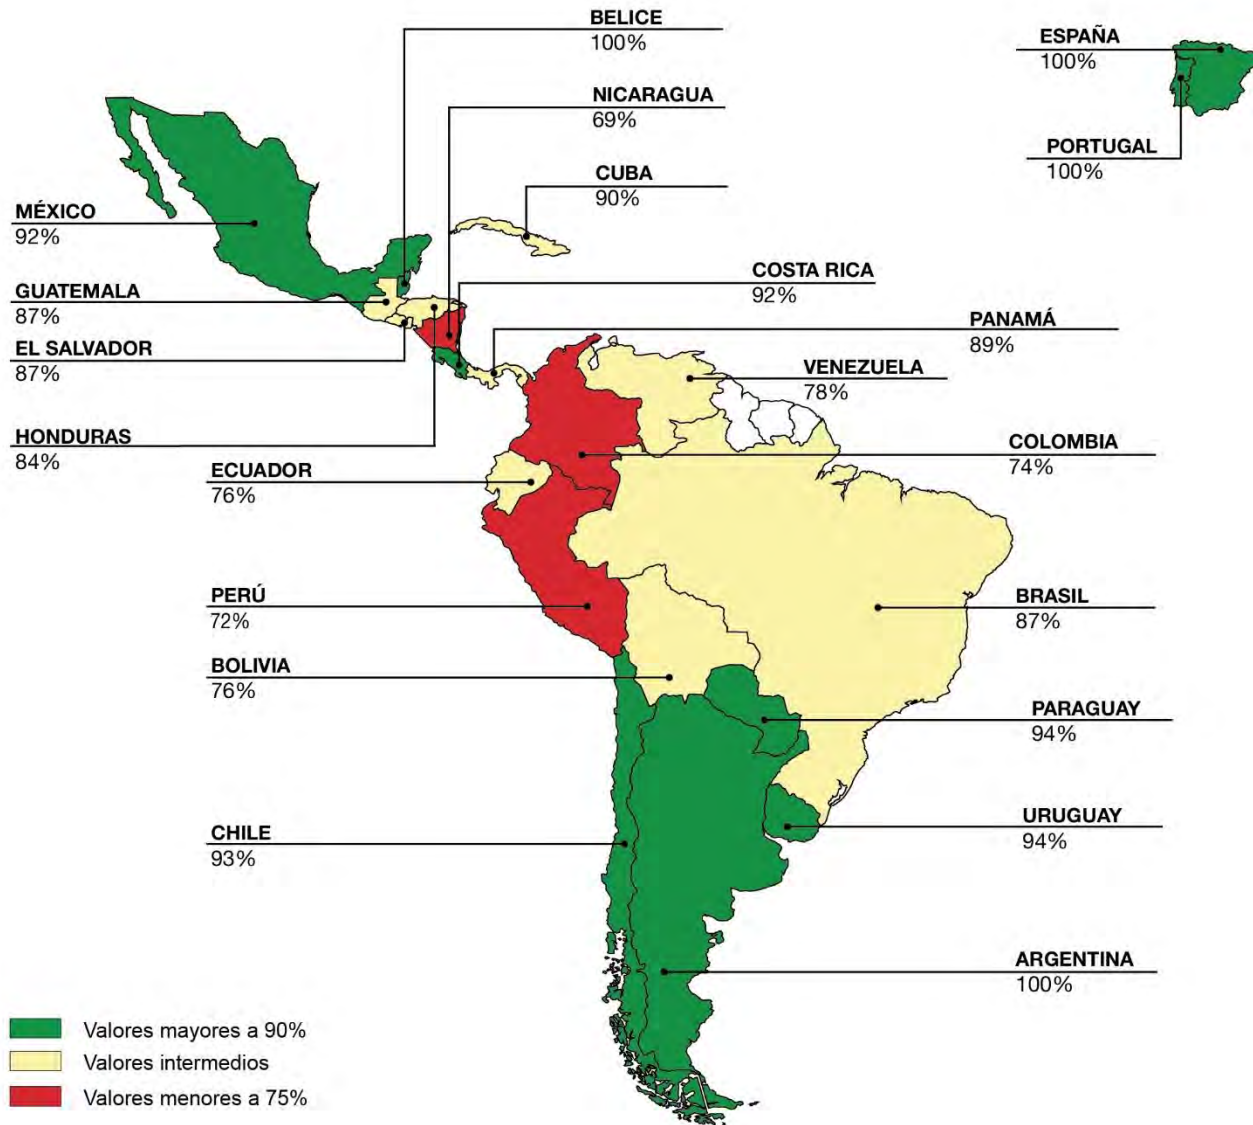 BELICE
100%
ESPAÑA
100%
NICARAGUA
69%
PORTUGAL
100%
CUBA
90%
MÉXICO
92%
COSTA RICA
92%
GUATEMALA
87%
PANAMÁ
89%
EL SALVADOR
87%
VENEZUELA
78%
HONDURAS
84%
COLOMBIA
74%
ECUADOR
76%
PERÚ
72%
BRASIL
87%
BOLIVIA
76%
PARAGUAY
94%
CHILE
93%
URUGUAY
94%
ARGENTINA
100%
Valores mayores a 90%
Valores intermedios
Valores menores a 75%